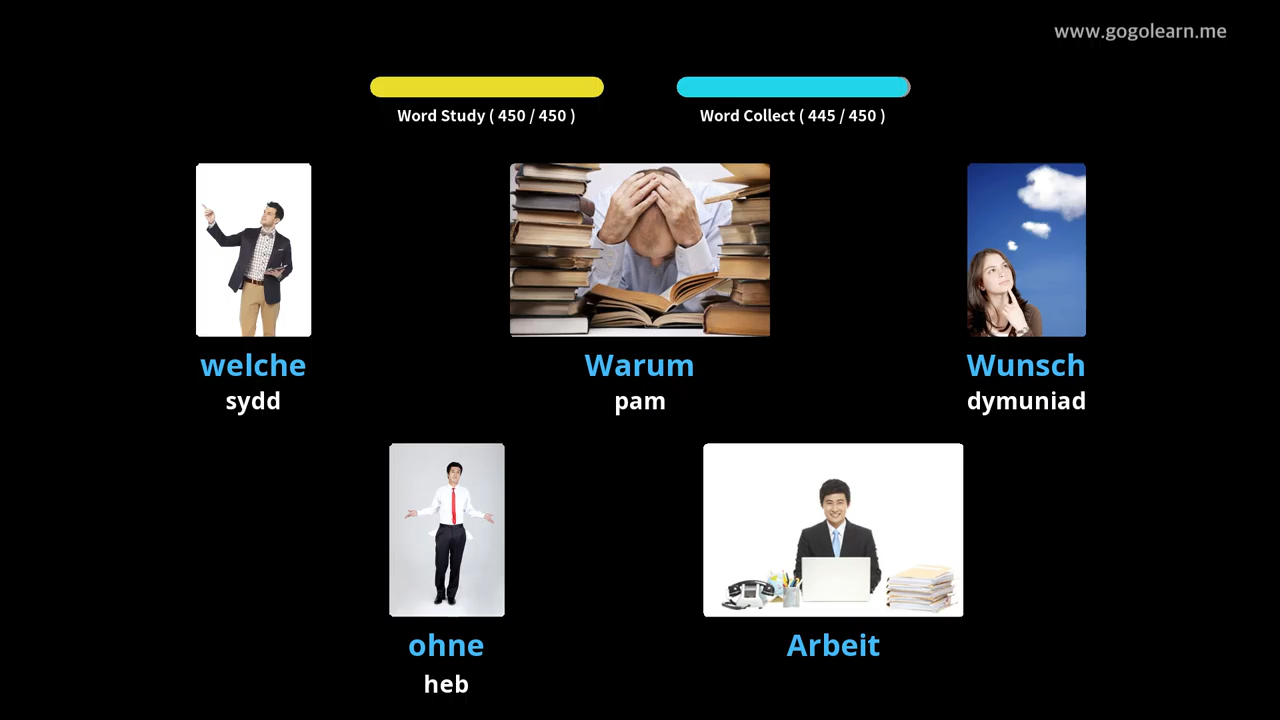 www.gogolearn.me
Word Study ( 450 / 450 )
Word Collect ( 445 / 450 )
welche
sydd
Warum
pam
Wunsch
dymuniad
ohne
heb
Arbeit